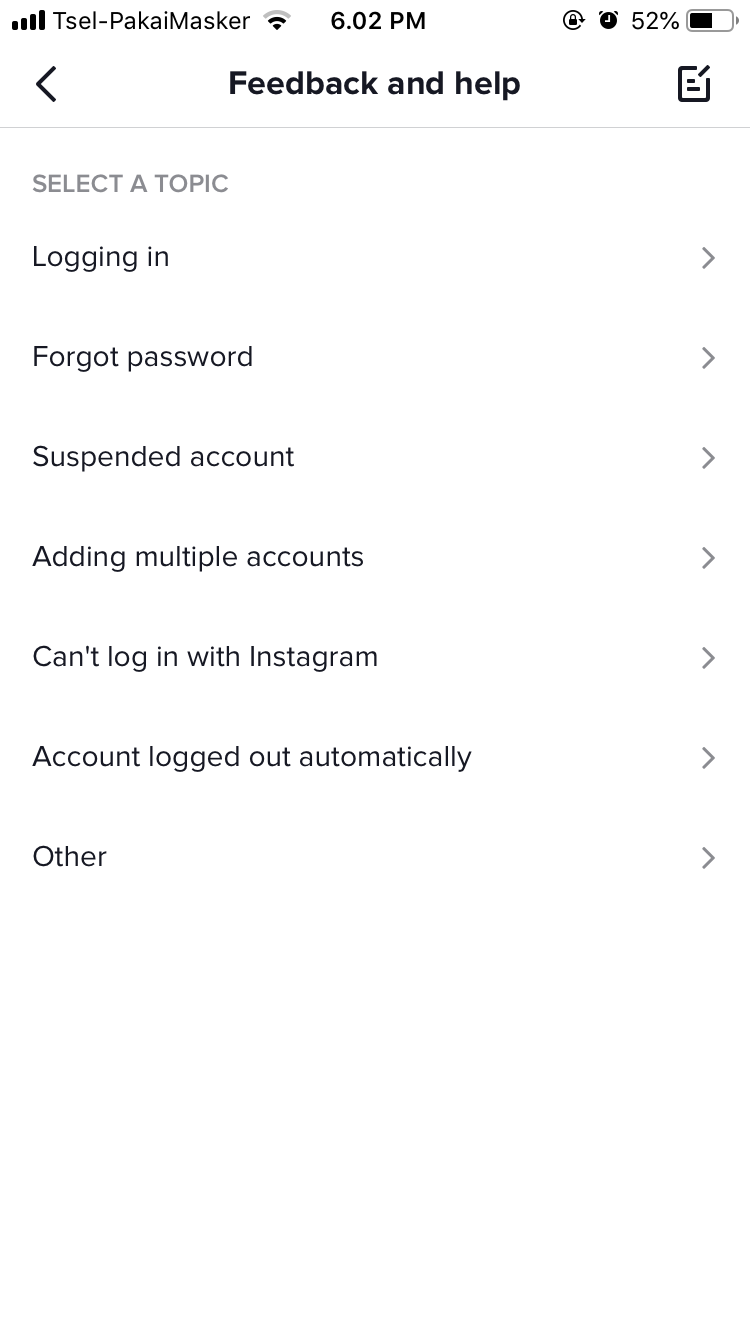 Tsel-PakaiMasker 6.02 PM 52%
Feedback and help
SELECT A TOPIC
Logging in
Forgot password
Suspended account
Adding multiple accounts
Can't log in with Instagram
Account logged out automatically
Other